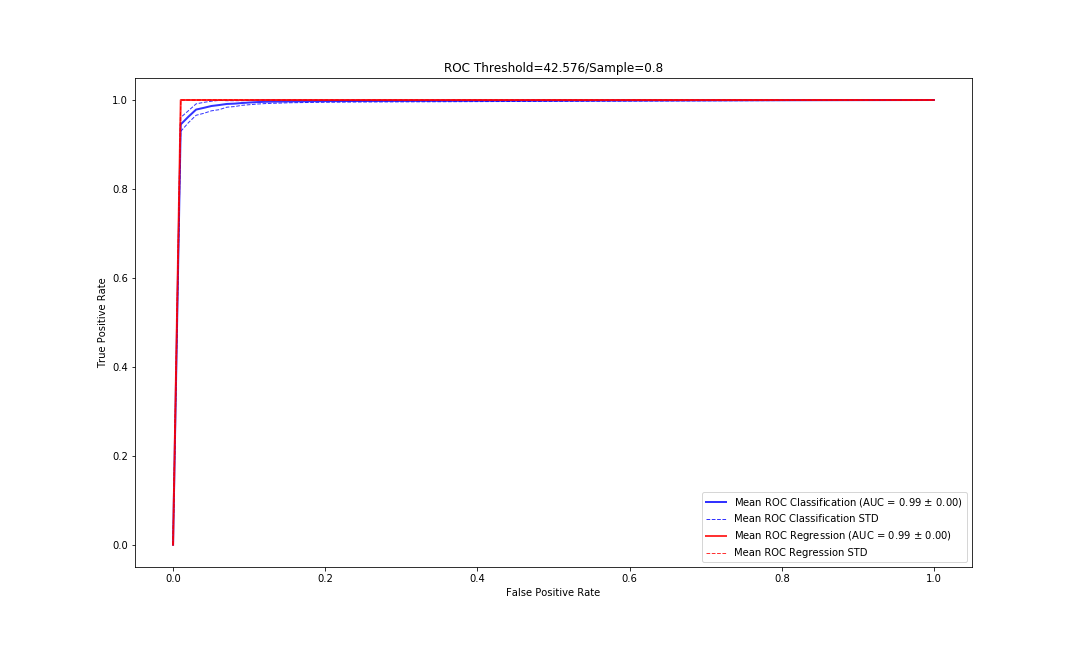 ROC Threshold=42.576/Sample=0.8
True Positive Rate
1.0
0.8
0.6
0.4
0.2
0.0
Mean ROC Classification (AUC = 0.99 ± 0.00)
Mean ROC Classification STD
Mean ROC Regression (AUC = 0.99 ± 0.00)
Mean ROC Regression STD
0.0 0.2 0.4 0.6 0.8 1.0
False Positive Rate